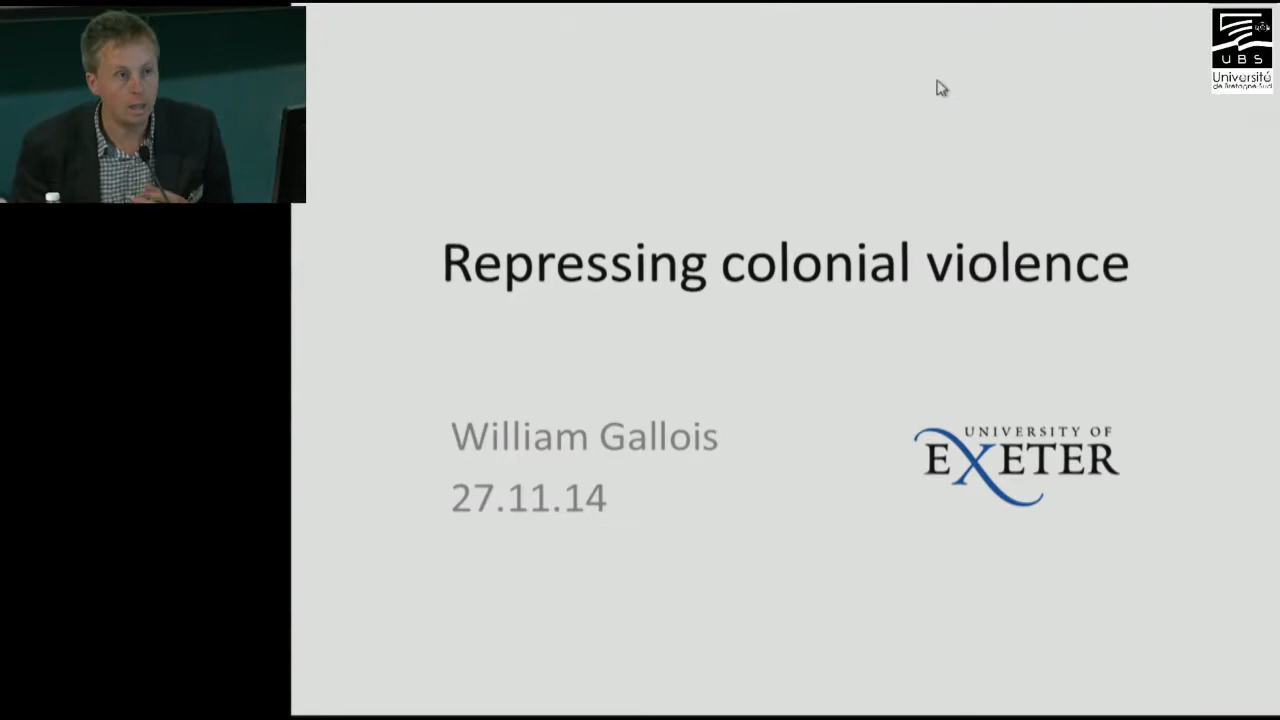 UBS
Université
de Bretagne-Sud
Repressing colonial violence
William Gallois
27.11.14
UNIVERSITY OF
EXETER